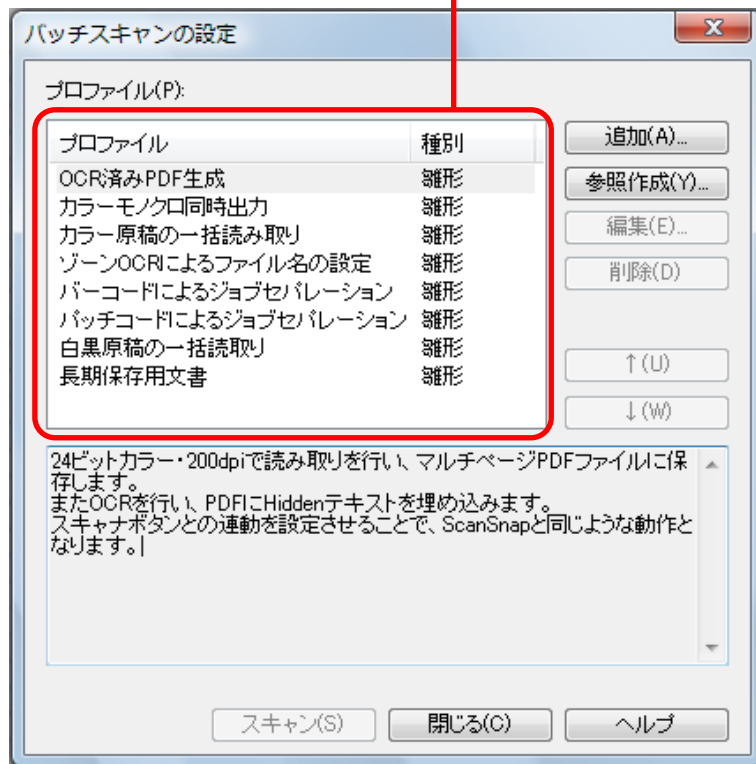 バッチスキャンの設定
プロファイル(P):
プロファイル 種別
OCR済みPDF生成 雛形
カラーモノクロ同時出力 雛形
カラー原稿の一括読み取り 雛形
ゾーンOCRによるファイル名の設定 雛形
バーコードによるジョブセパレーション 雛形
パッチコードによるジョブセパレーション 雛形
白黒原稿の一括読取り 雛形
長期保存用文書 雛形
追加(A)...
参照作成(Y)...
編集(E)...
削除(D)
↑(U)
↓(W)
24ビットカラー・200dpiで読み取りを行い、マルチページPDFファイルに保
存します。
またOCRを行い、PDFにHiddenテキストを埋め込みます。
スキャナボタンとの連動を設定させることで、ScanSnapと同じような動作と
なります。
スキャン(S) 閉じる(C) ヘルプ